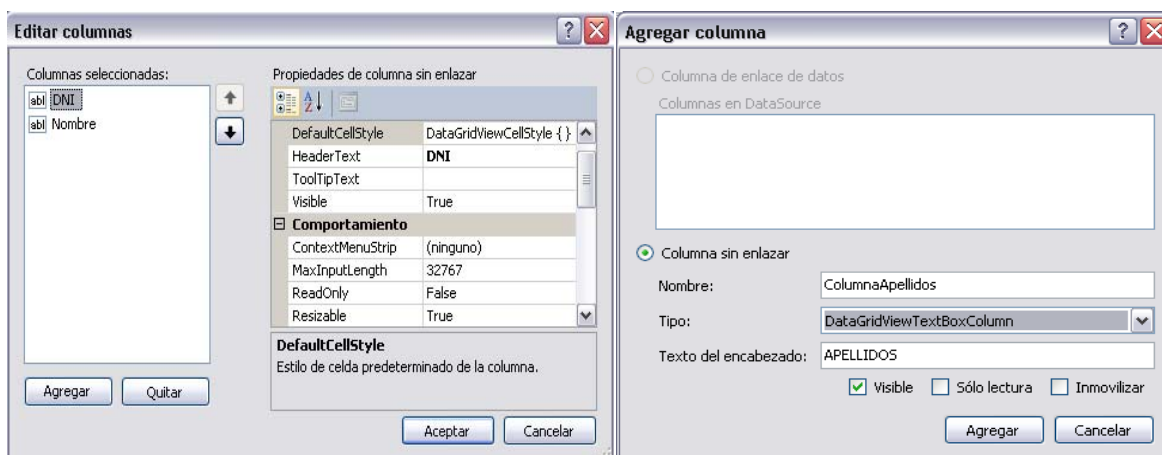 Editar columnas
Columnas seleccionadas:
abl DNI
abl Nombre
Agregar
Quitar
Propiedades de columna sin enlazar
DefaultCellStyle DataGridViewCellStyle { }
HeaderText DNI
ToolTipText
Visible True
Comportamiento
ContextMenuStrip (ninguno)
MaxInputLength 32767
ReadOnly False
Resizable True
DefaultCellStyle
Estilo de celda predeterminado de la columna.
Aceptar
Cancelar
Agregar columna
Columna de enlace de datos
Columnas en DataSource
Columna sin enlazar
Nombre: ColumnaApellidos
Tipo: DataGridViewTextBoxColumn
Texto del encabezado: APELLIDOS
Visible Sólo lectura Inmovilizar
Agregar Cancelar